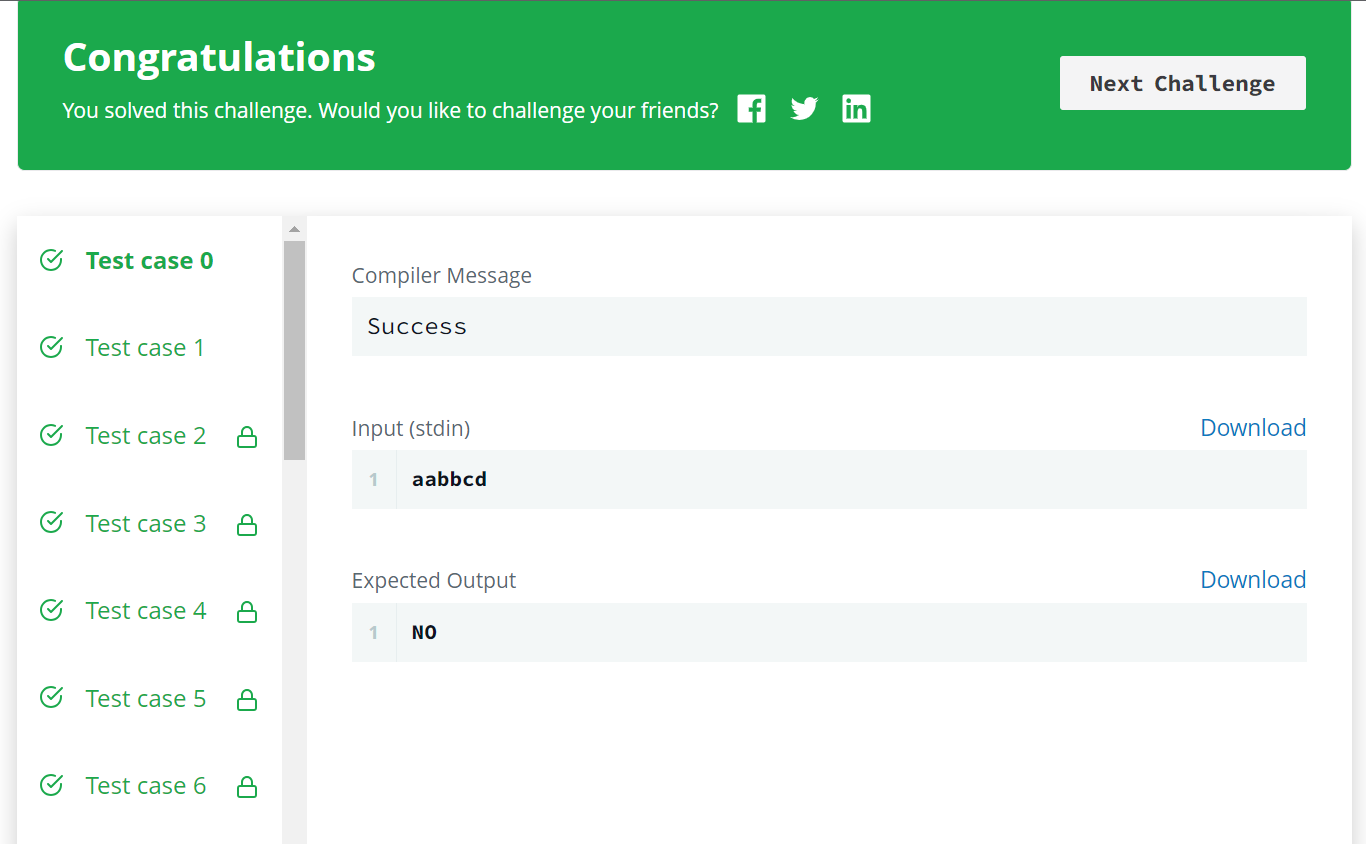 Congratulations
You solved this challenge. Would you like to challenge your friends?
Next Challenge
Test case 0
Test case 1
Test case 2
Test case 3
Test case 4
Test case 5
Test case 6
Compiler Message
Success
Input (stdin)
Download
1 aabbcd
Expected Output
Download
1 NO